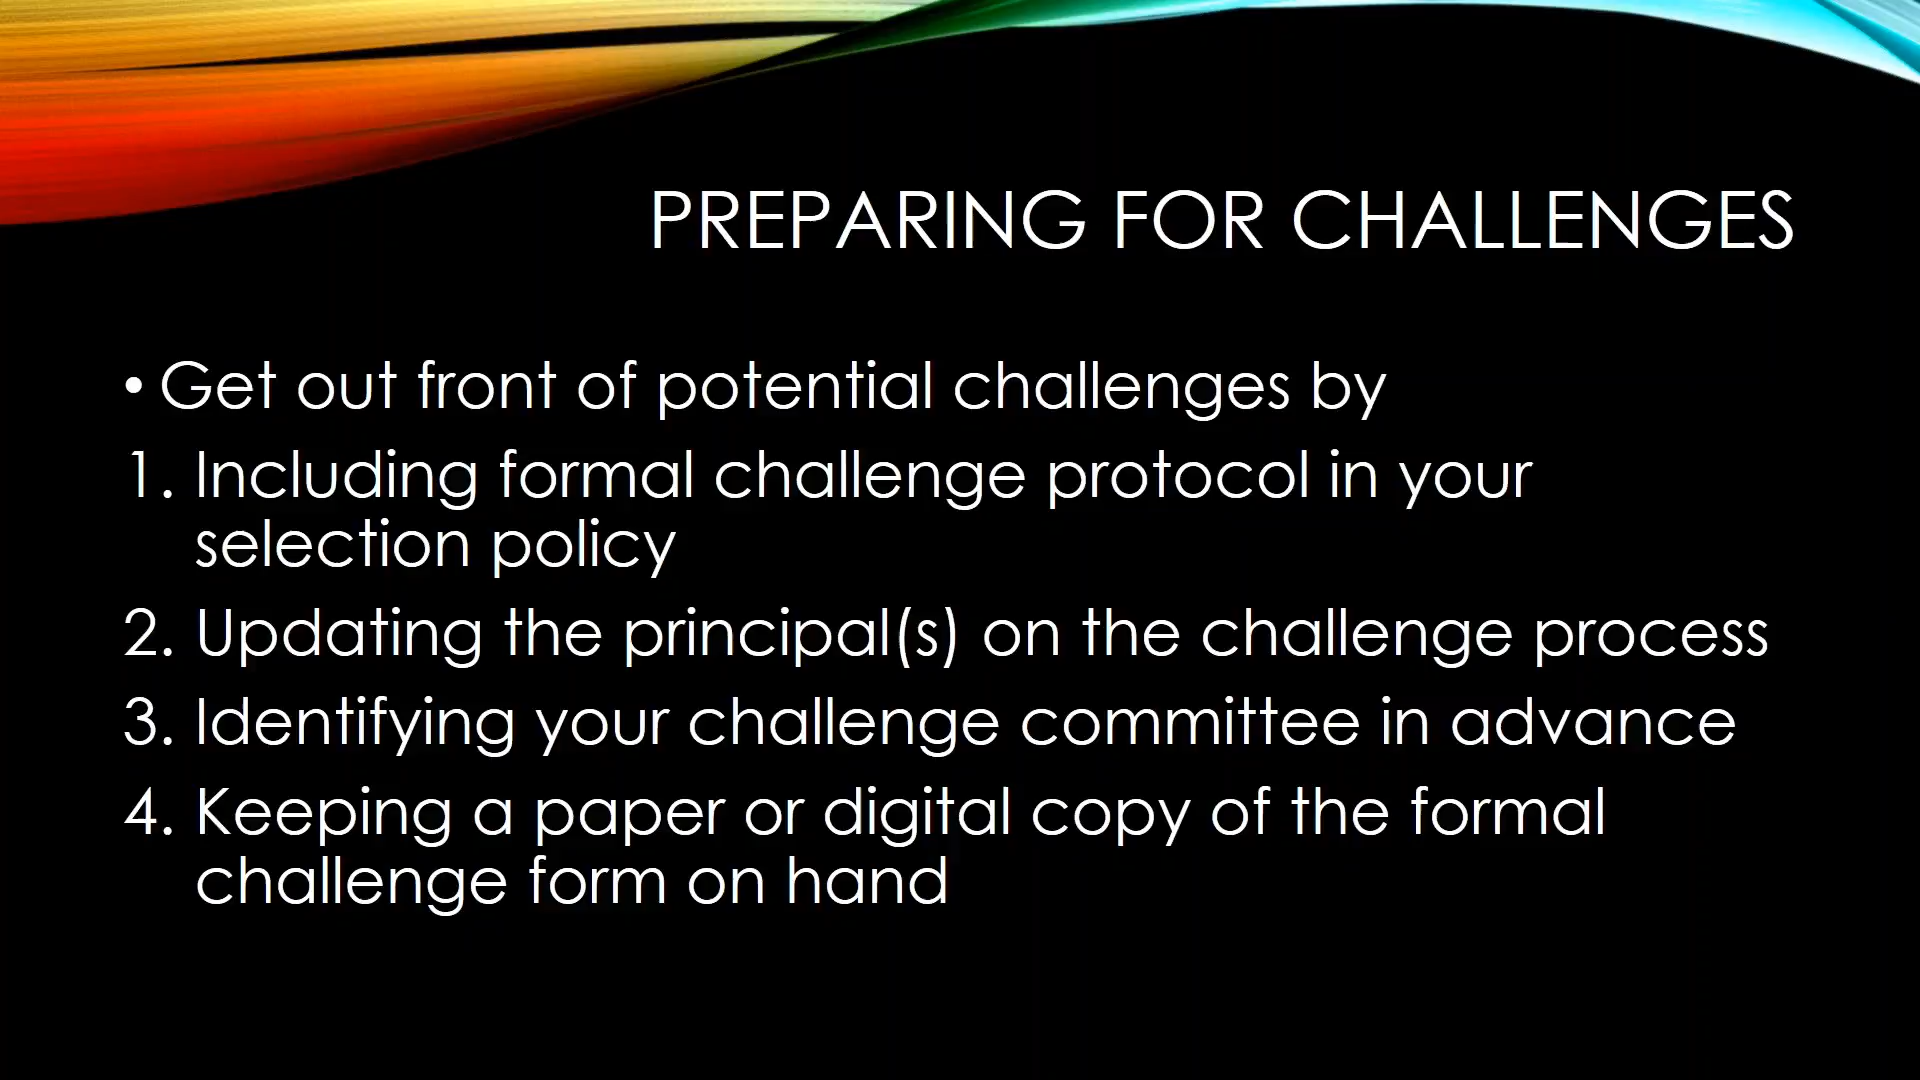 PREPARING FOR CHALLENGES
• Get out front of potential challenges by
1. Including formal challenge protocol in your
selection policy
2. Updating the principal(s) on the challenge process
3. Identifying your challenge committee in advance
4. Keeping a paper or digital copy of the formal
challenge form on hand